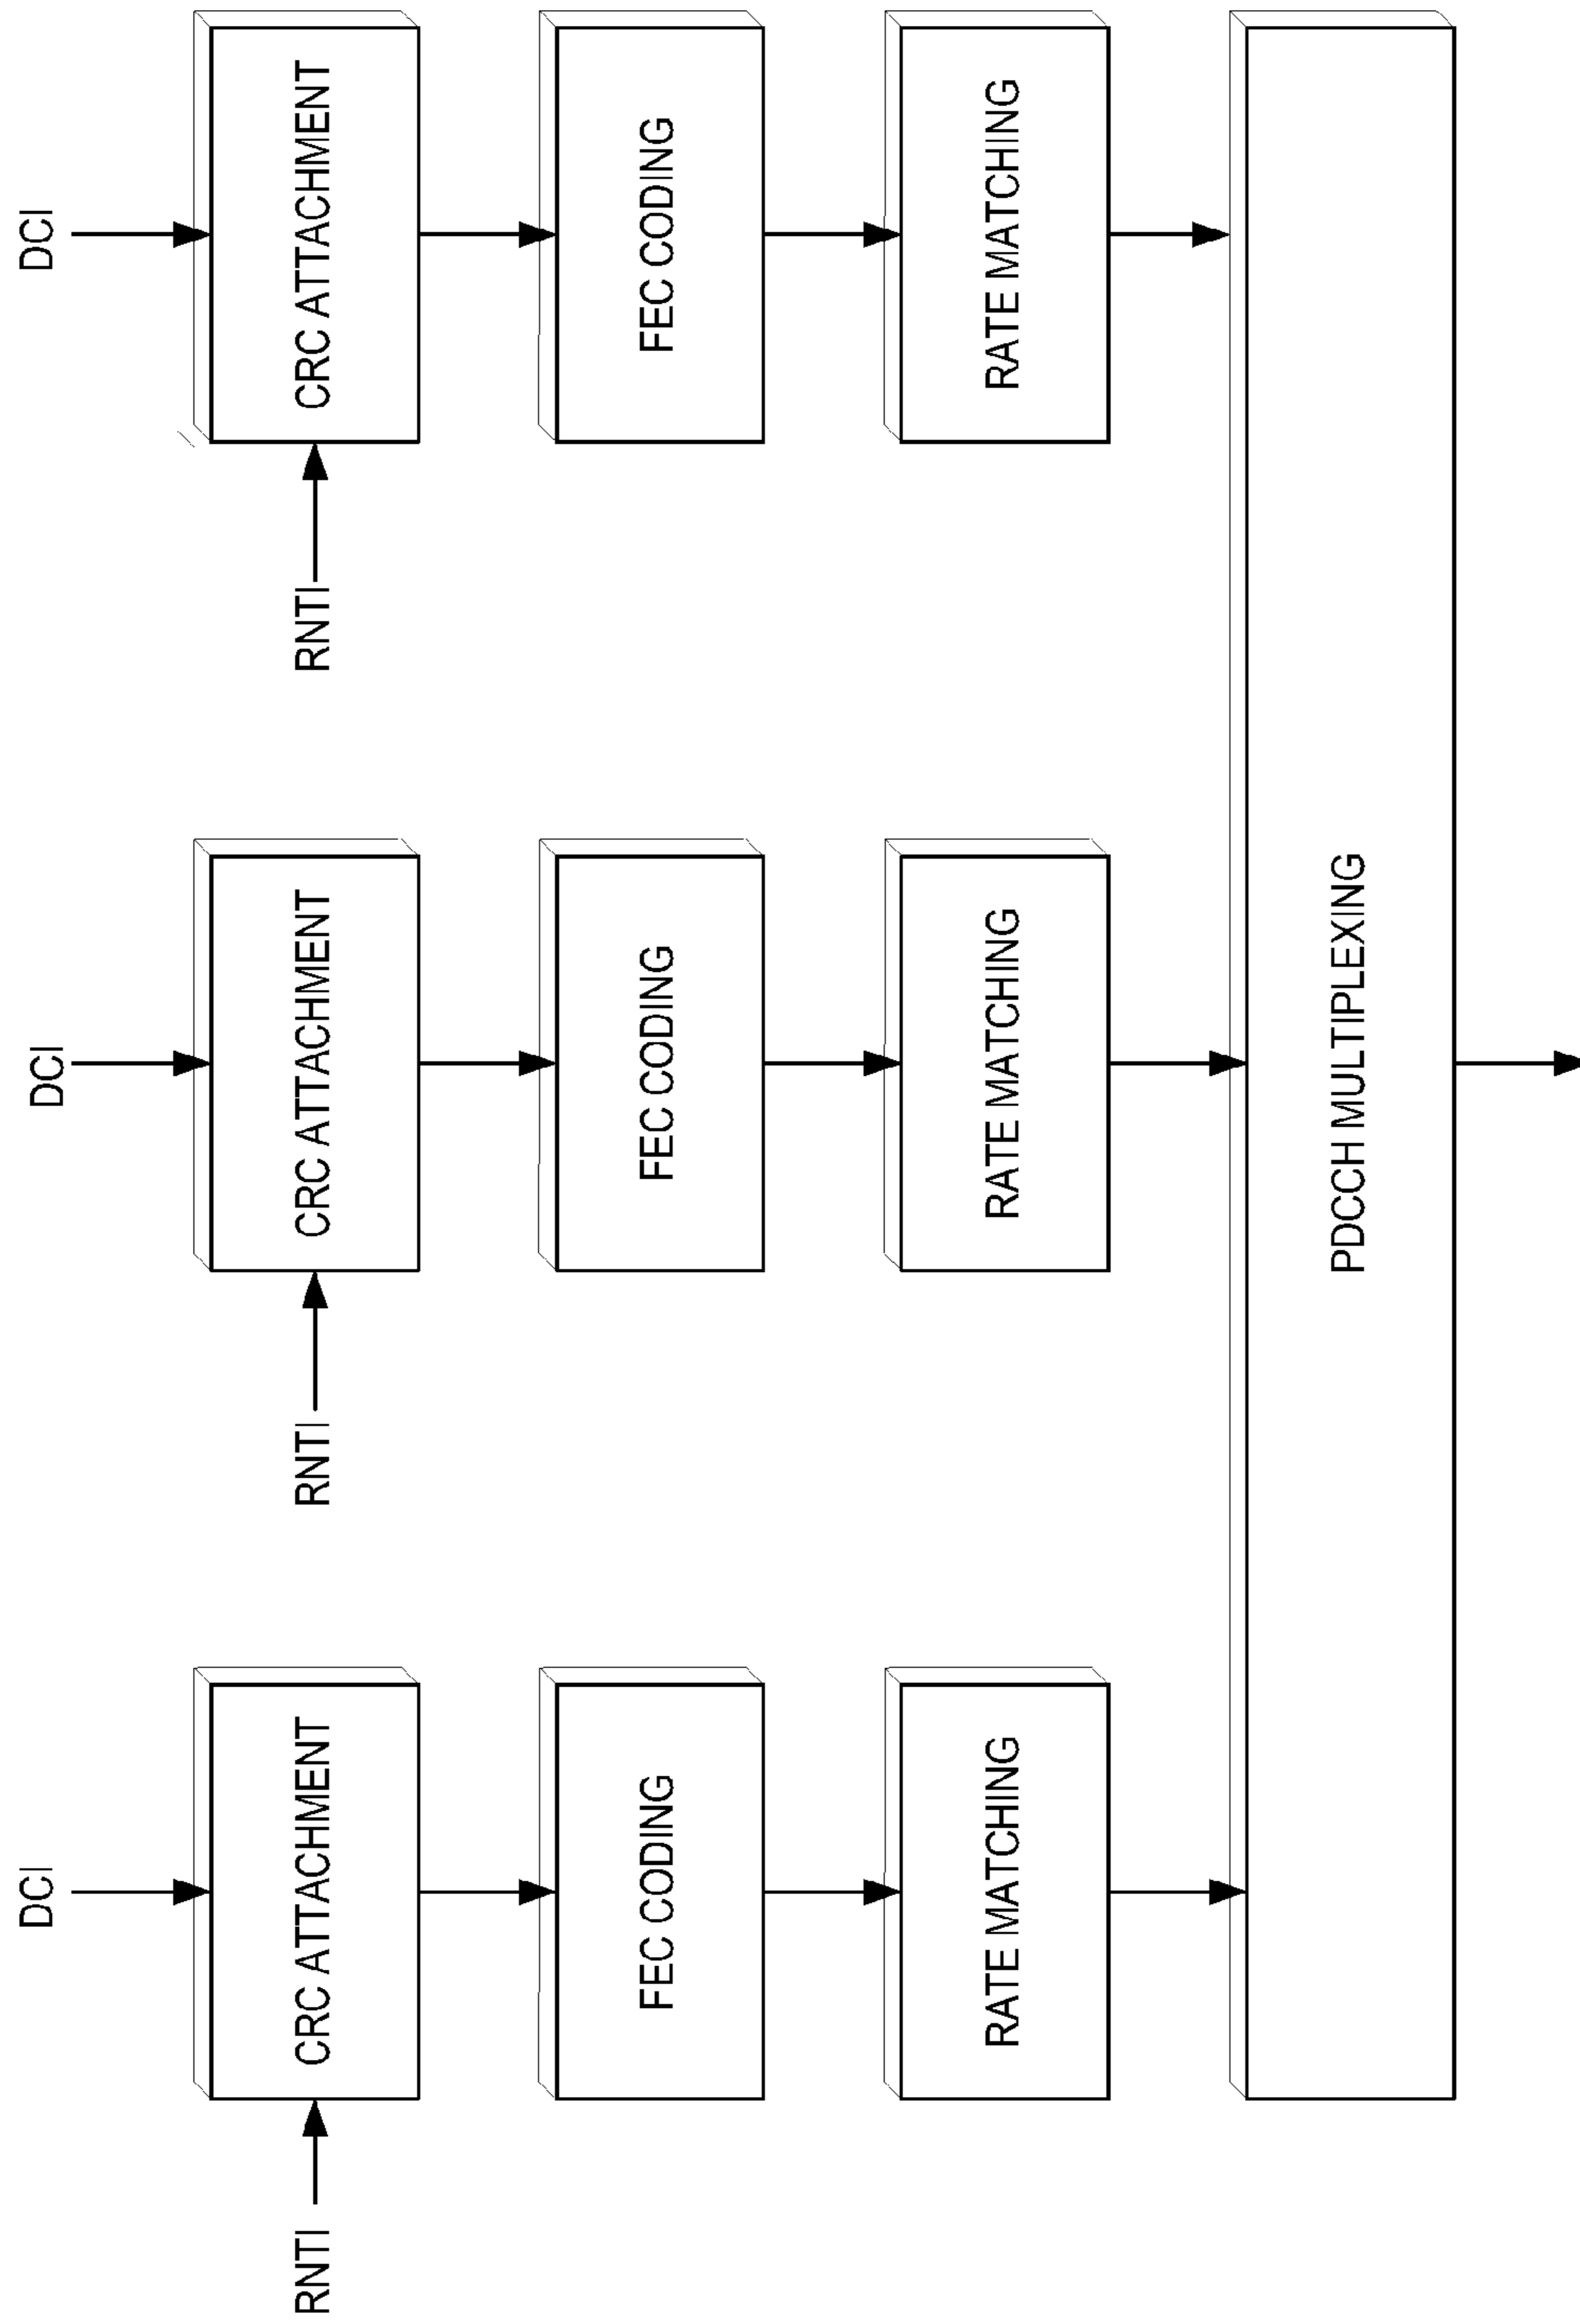 DCI
CRC ATTACHMENT
RNTI
FEC CODING
RATE MATCHING
DCI
CRC ATTACHMENT
RNTI
FEC CODING
RATE MATCHING
DCI
CRC ATTACHMENT
RNTI
FEC CODING
RATE MATCHING
PDCCH MULTIPLEXING